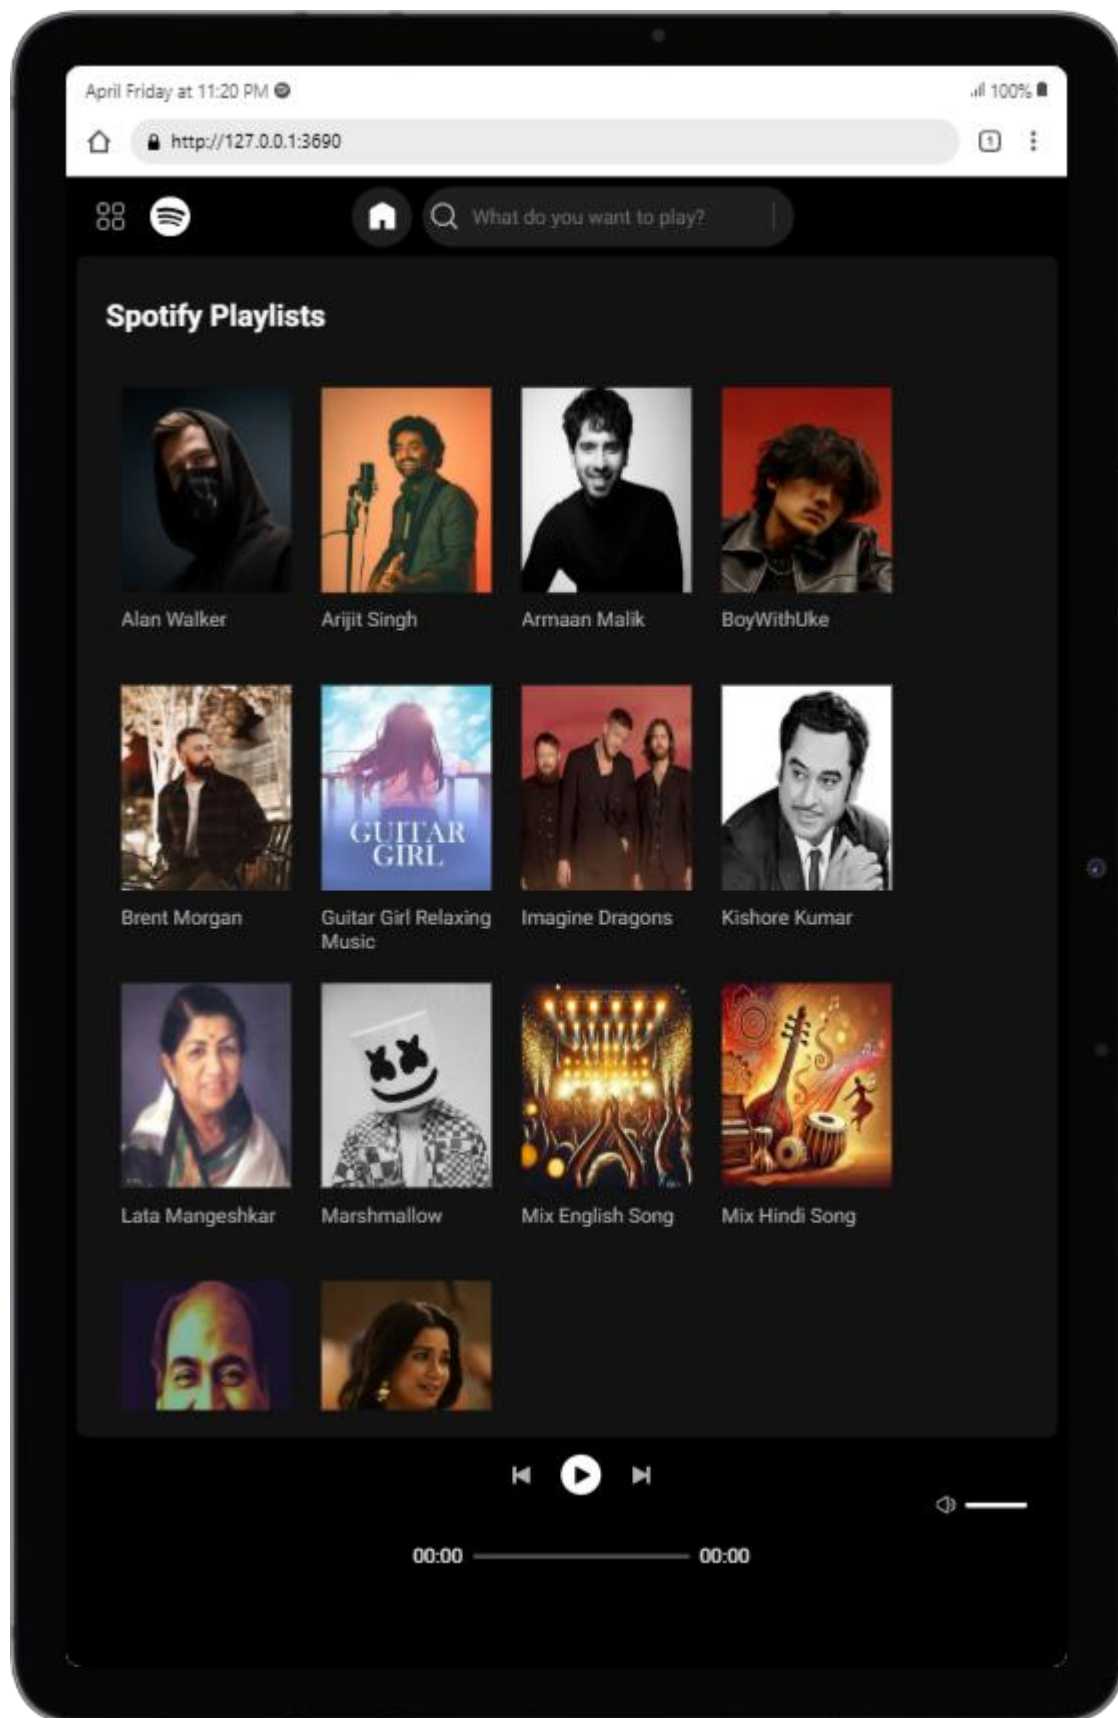 April Friday at 11:20 PM
100%
http://127.0.0.1:3690
1
What do you want to play?
Spotify Playlists
Alan Walker
Arijit Singh
Armaan Malik
BoyWithUke
Brent Morgan
GUITAR
GIRL
Guitar Girl Relaxing
Music
Imagine Dragons
Kishore Kumar
Lata Mangeshkar
Marshmallow
Mix English Song
Mix Hindi Song
00:00
00:00